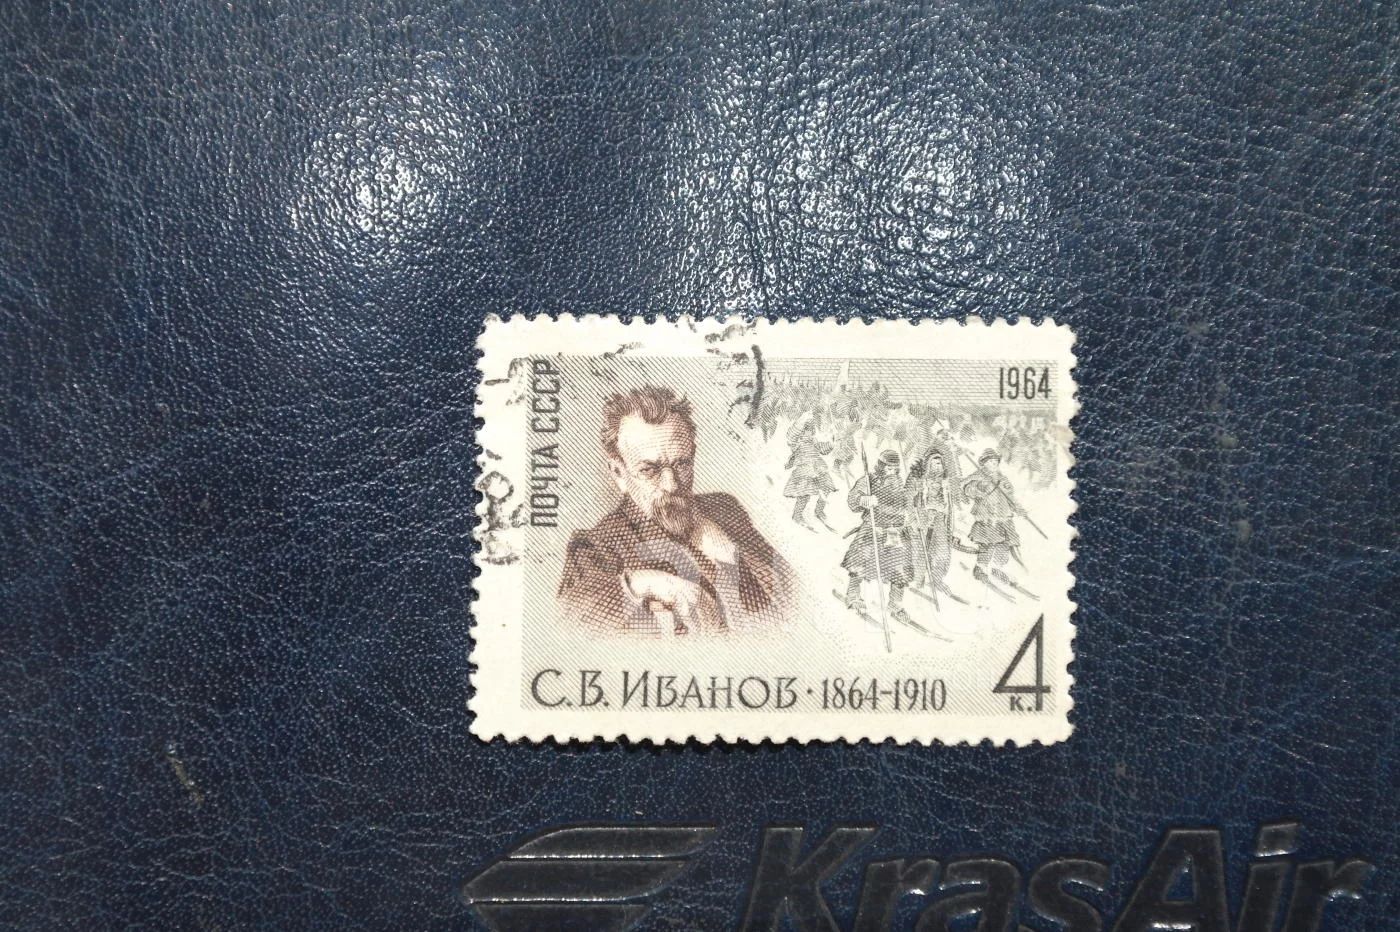 ПОЧТА СССР
1964
С.В. ИВАНОВ · 1864-1910
4
к.
KrasAir